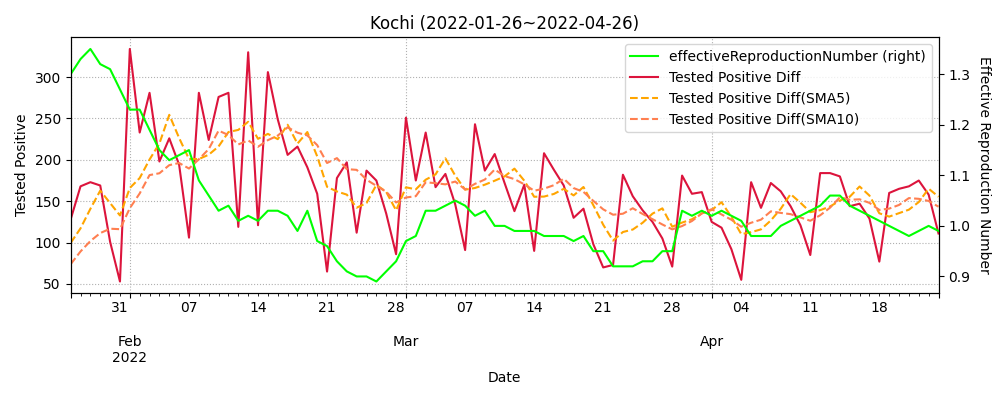 Kochi (2022-01-26~2022-04-26)
effectiveReproductionNumber (right)
Tested Positive Diff
Tested Positive Diff(SMA5)
Tested Positive Diff(SMA10)
Tested Positive
300
250
200
150
100
50
1.3
1.2
1.1
1.0
0.9
Effective Reproduction Number
31 07 14 21 28 07 14 21 28 04 11 18
Feb Mar Apr
2022
Date